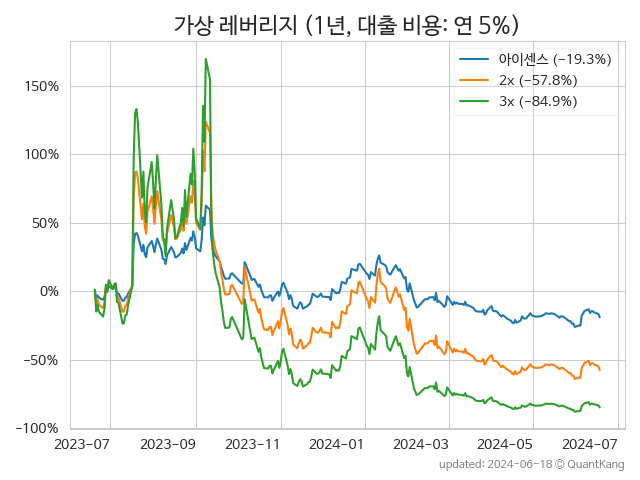 가상 레버리지 (1년, 대출 비용: 연 5%)
아이센스 (−19.3%)
2x (−57.8%)
3x (−84.9%)
150%
100%
50%
0%
−50%
−100%
2023-07 2023-09 2023-11 2024-01 2024-03 2024-05 2024-07
updated: 2024-06-18 © QuantKang